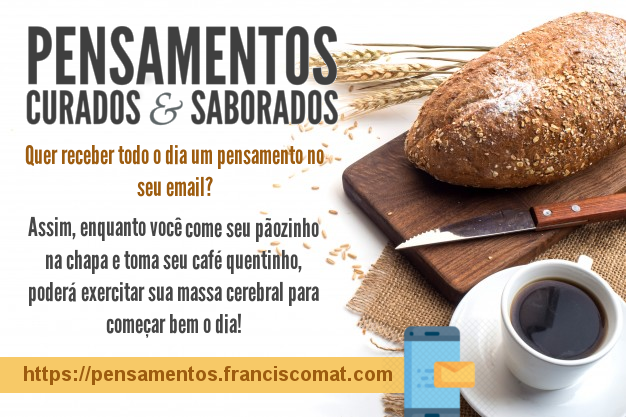 PENSAMENTOS
CURADOS & SABORADOS
Quer receber todo o dia um pensamento no
seu email?
Assim, enquanto você come seu pãozinho
na chapa e toma seu café quentinho,
poderá exercitar sua massa cerebral para
começar bem o dia!
https://pensamentos.franciscomat.com